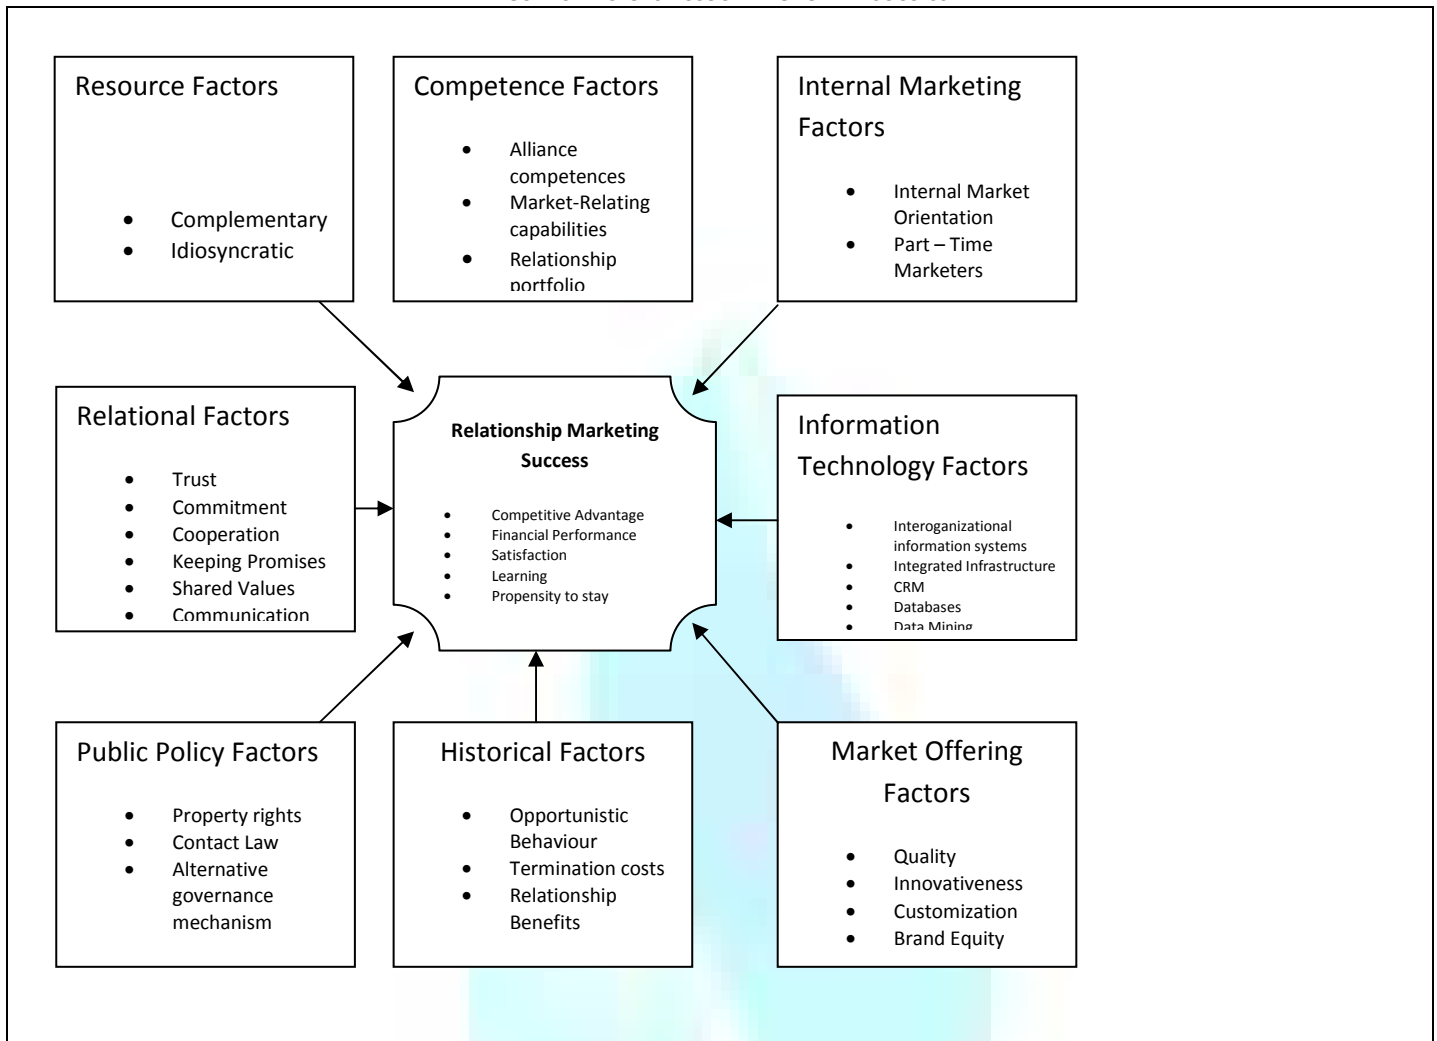 Resource Factors
• Complementary
• Idiosyncratic
Competence Factors
• Alliance
competences
• Market-Relating
capabilities
• Relationship
portfolio
Internal Marketing
Factors
• Internal Market
Orientation
• Part – Time
Marketers
Relational Factors
• Trust
• Commitment
• Cooperation
• Keeping Promises
• Shared Values
• Communication
Relationship Marketing
Success
• Competitive Advantage
• Financial Performance
• Satisfaction
• Learning
• Propensity to stay
Information
Technology Factors
• Interoganizational
information systems
• Integrated Infrastructure
• CRM
• Databases
• Data Mining
Public Policy Factors
• Property rights
• Contact Law
• Alternative
governance
mechanism
Historical Factors
• Opportunistic
Behaviour
• Termination costs
• Relationship
Benefits
Market Offering
Factors
• Quality
• Innovativeness
• Customization
• Brand Equity